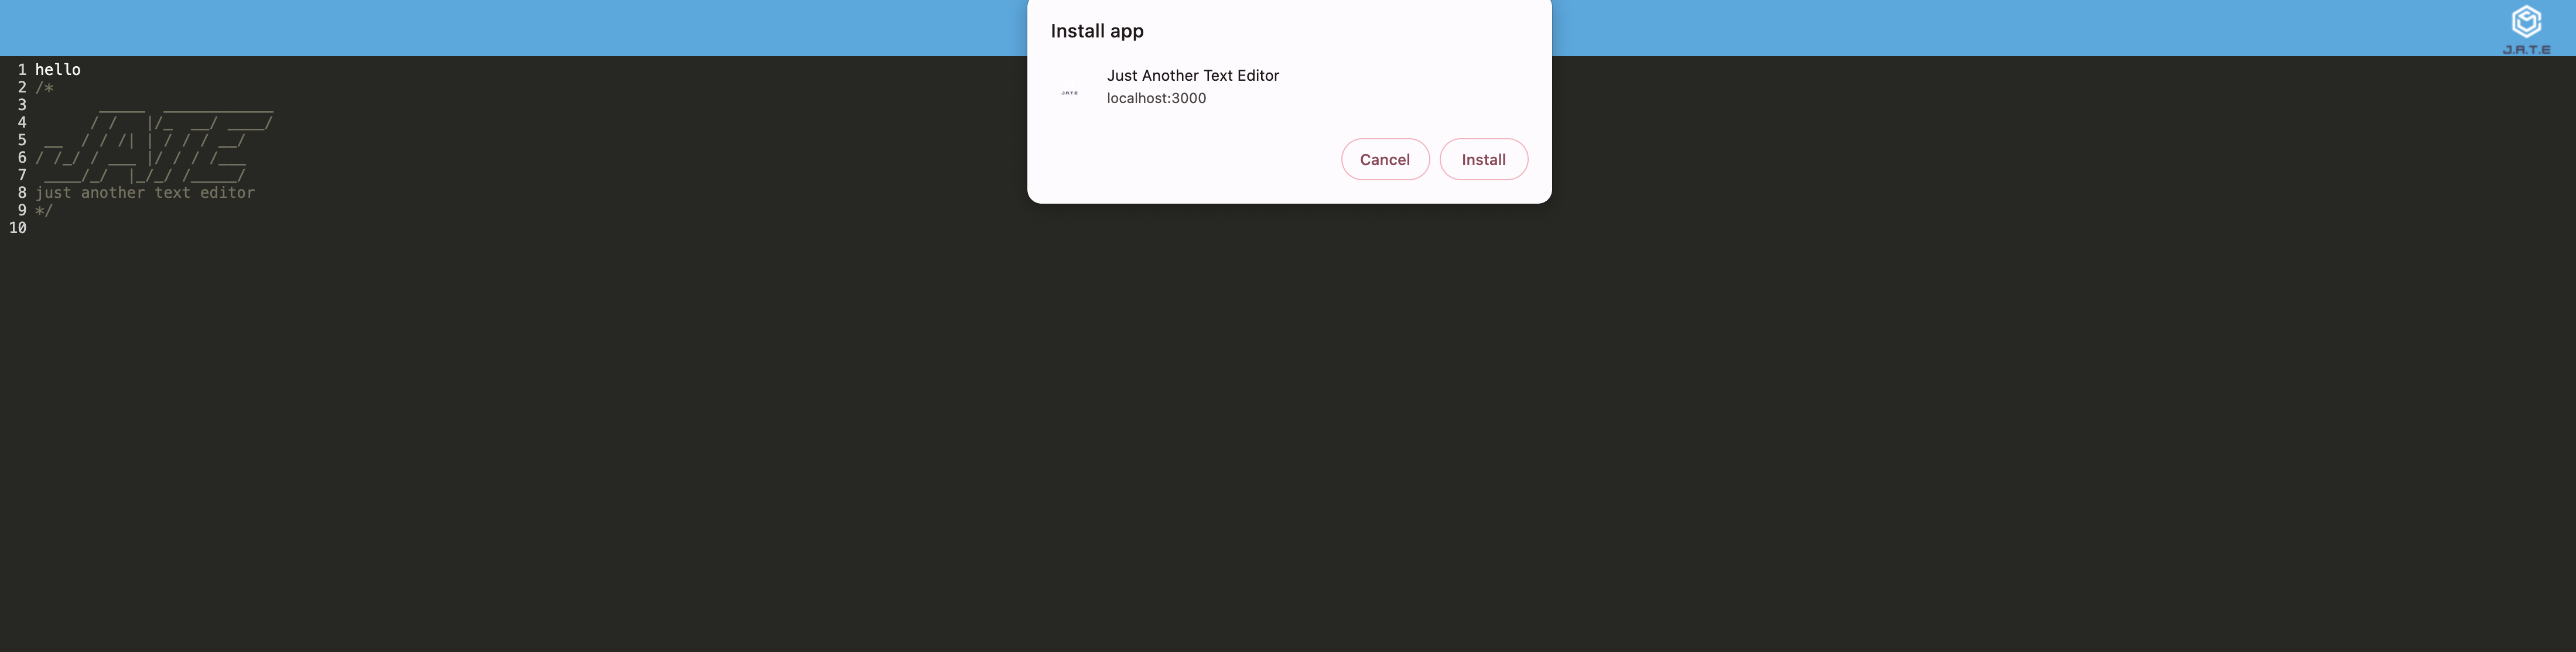 Install app
Just Another Text Editor
localhost:3000
J.A.T.E
Cancel
Install
J.A.T.E
1 hello
2 /*
3       _____  ____________
4      / /   |/_  __/ ____/
5  __  / / /| | / / / __/
6 / /_/ / ___ |/ / / /___
7  ____/_/  |_/_/ /_____/
8 just another text editor
9 */
10